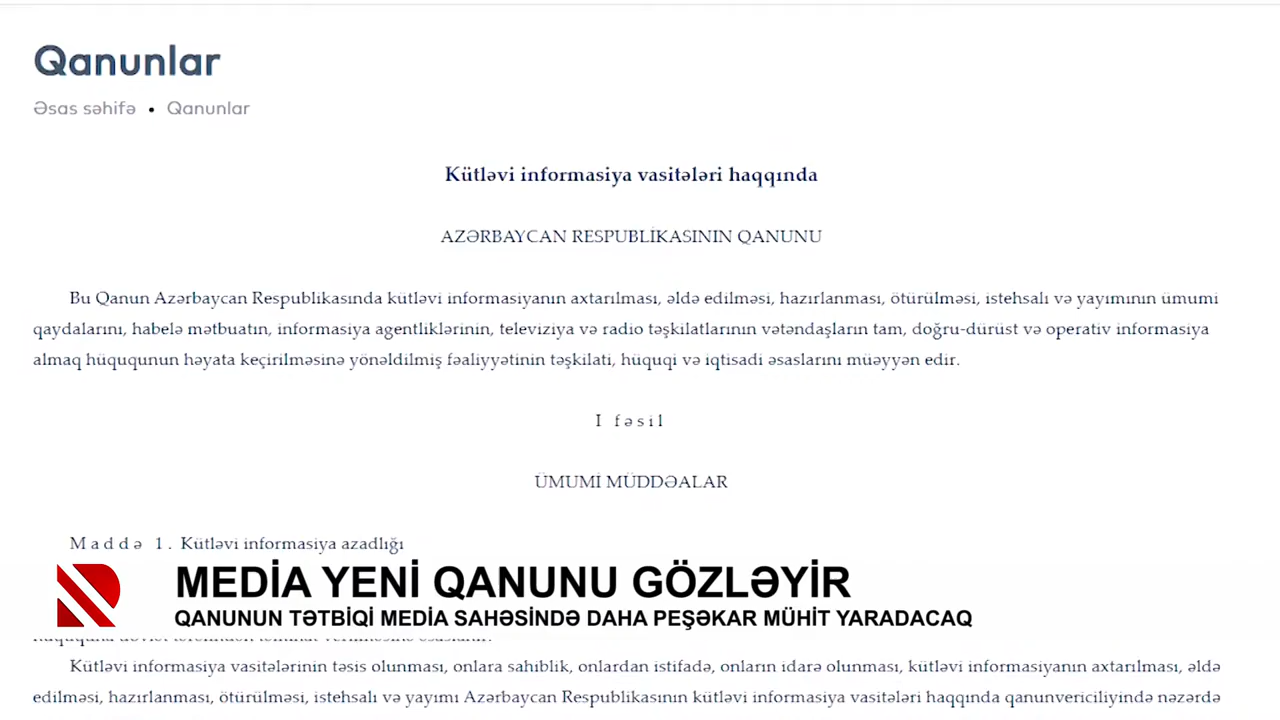 Qanunlar
Əsas səhifə • Qanunlar
Kütləvi informasiya vasitələri haqqında
AZƏRBAYCAN RESPUBLİKASININ QANUNU
Bu Qanun Azərbaycan Respublikasında kütləvi informasiyanın axtarılması, əldə edilməsi, hazırlanması, ötürülməsi, istehsalı və yayımının ümumi
qaydalarını, habelə mətbuatın, informasiya agentliklərinin, televiziya və radio təşkilatlarının vətəndaşların tam, doğru-dürüst və operativ informasiya
almaq hüququnun həyata keçirilməsinə yönəldilmiş fəaliyyətinin təşkilati, hüquqi və iqtisadi əsaslarını müəyyən edir.
I fəsil
ÜMUMİ MÜDDƏALAR
Maddə 1. Kütləvi informasiya azadlığı
MEDİA YENİ QANUNU GÖZLƏYİR
QANUNUN TƏTBİQİ MEDİA SAHƏSİNDƏ DAHA PEŞƏKAR MÜHİT YARADACAQ
Kütləvi informasiya vasitələrinin təsis olunması, onlara sahiblik, onlardan istifadə, onların idarə olunması, kütləvi informasiyanın axtarılması, əldə
edilməsi, hazırlanması, ötürülməsi, istehsalı və yayımı Azərbaycan Respublikasının kütləvi informasiya vasitələri haqqında qanunvericiliyində nəzərdə